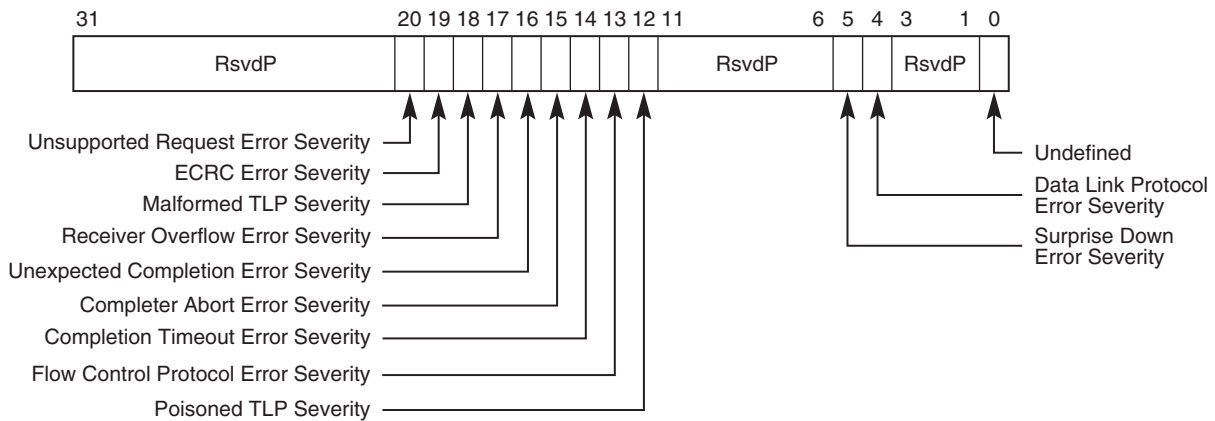 31 20 19 18 17 16 15 14 13 12 11 6 5 4 3 1 0
RsvdP RsvdP RsvdP
Unsupported Request Error Severity
ECRC Error Severity
Malformed TLP Severity
Receiver Overflow Error Severity
Unexpected Completion Error Severity
Completer Abort Error Severity
Completion Timeout Error Severity
Flow Control Protocol Error Severity
Poisoned TLP Severity
Undefined
Data Link Protocol
Error Severity
Surprise Down
Error Severity